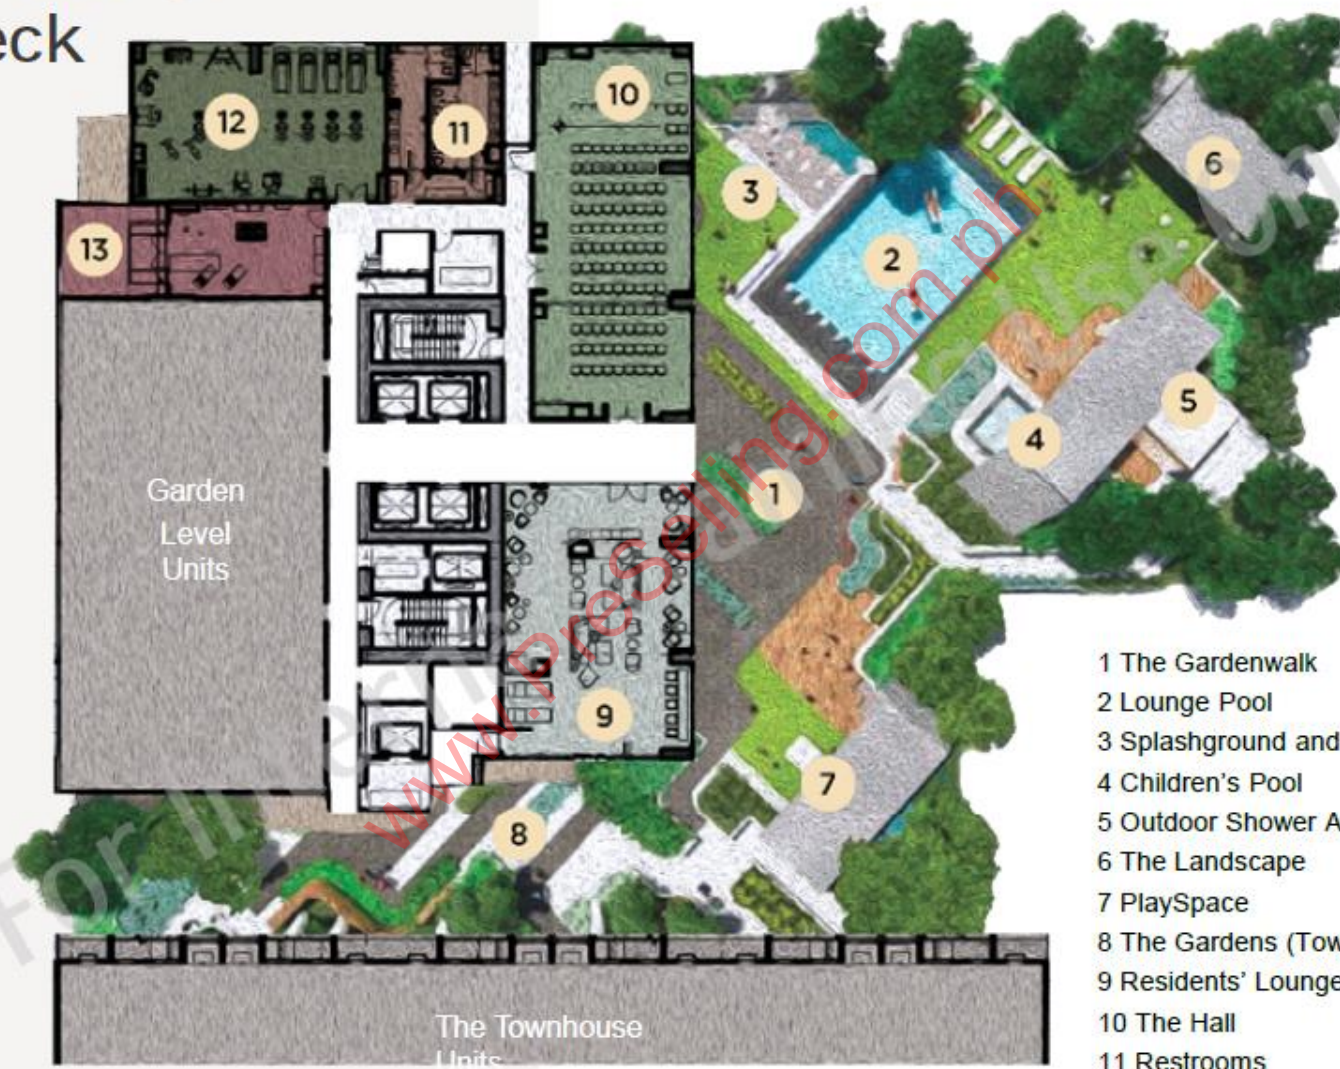 eck
12
11
10
3
6
2
13
5
4
1
Garden
Level
Units
9
7
8
The Townhouse
Units
1 The Gardenwalk
2 Lounge Pool
3 Splashground and
4 Children's Pool
5 Outdoor Shower A
6 The Landscape
7 PlaySpace
8 The Gardens (Tow
9 Residents' Lounge
10 The Hall
11 Restrooms
www.PreSelling.com.ph